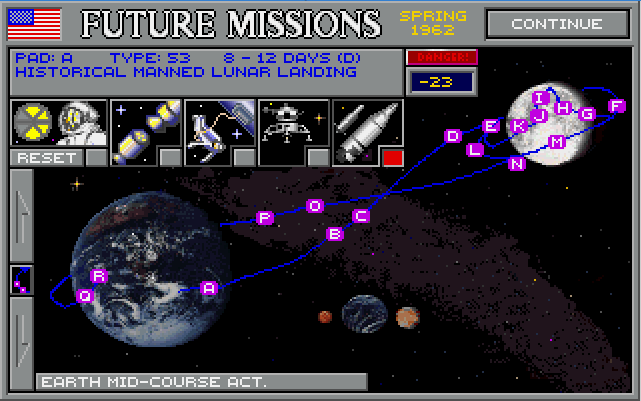 FUTURE MISSIONS
SPRING
1962
CONTINUE
PAD: A TYPE: 53 8 - 12 DAYS (D)
HISTORICAL MANNED LUNAR LANDING
DANGER!
-23
RESET
I
H
G
F
J
K
E
D
L
M
N
O
P
C
B
A
R
Q
EARTH MID-COURSE ACT.